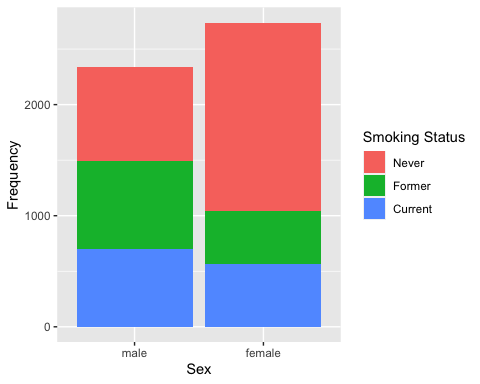 Frequency
2000
1000
0
male female
Sex
Smoking Status
Never
Former
Current